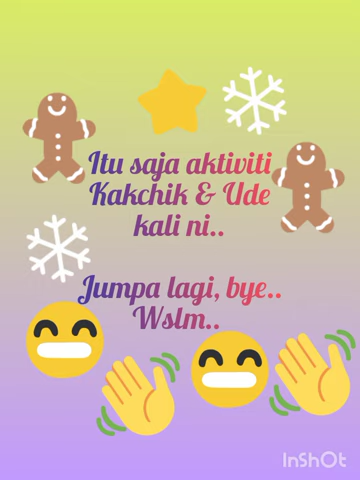 Itu saja aktiviti
Kakchik & Ude
kali ni..
Jumpa lagi, bye..
Wslm..
InShOt